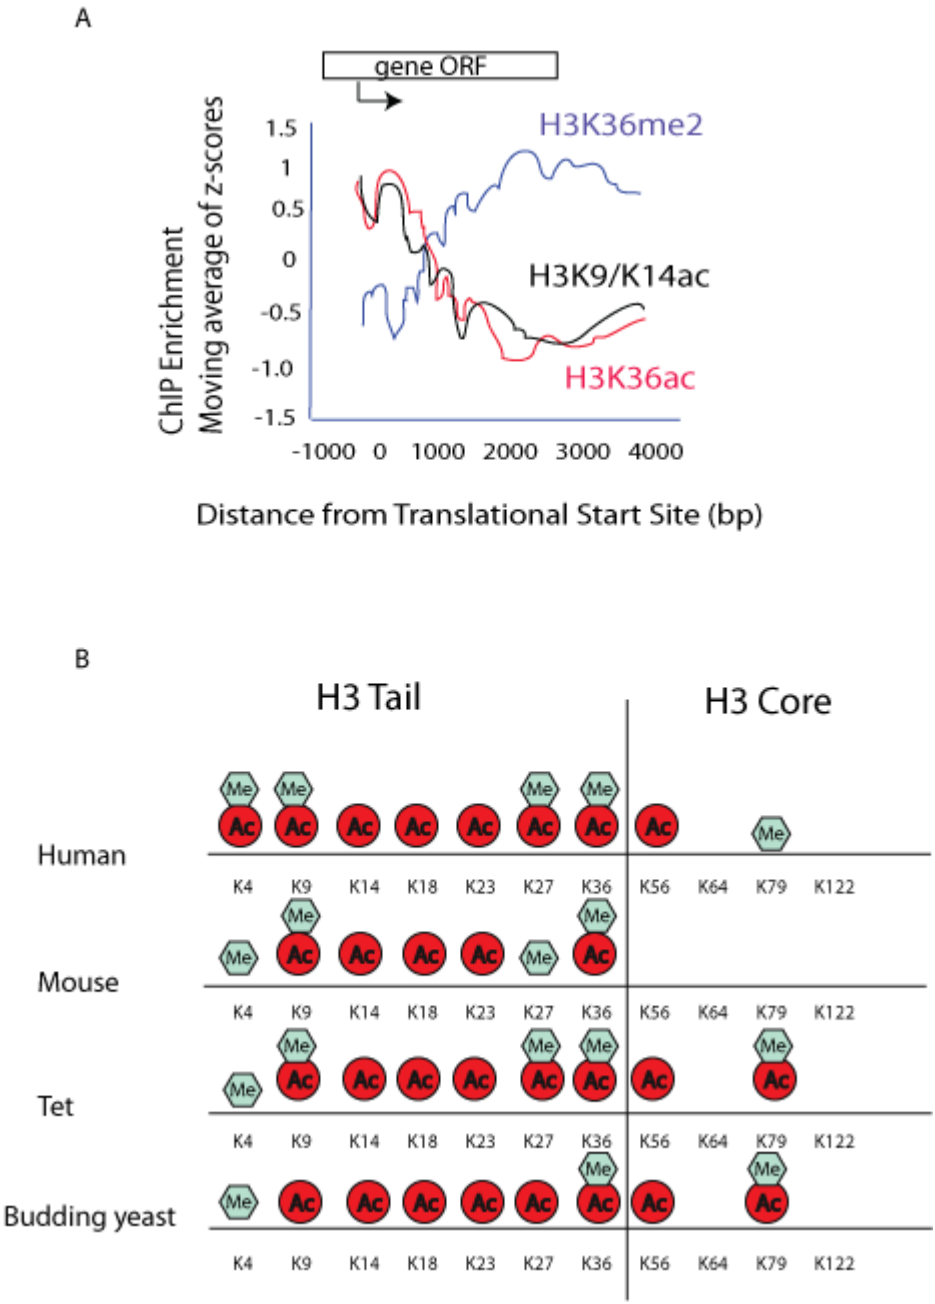 A
gene ORF
ChIP Enrichment
Moving average of z-scores
1.5
1
0.5
0
-0.5
-1.0
-1.5
H3K36me2
H3K9/K14ac
H3K36ac
-1000 0 1000 2000 3000 4000
Distance from Translational Start Site (bp)
B
H3 Tail H3 Core
Me Me Me Me
Ac Ac Ac Ac Ac Ac Ac Ac Me
Human
K4 K9 K14 K18 K23 K27 K36 K56 K64 K79 K122
Me Me
Me Ac Ac Ac Ac Me Ac
Mouse
K4 K9 K14 K18 K23 K27 K36 K56 K64 K79 K122
Me Me Me Me
Me Ac Ac Ac Ac Ac Ac Ac Ac
Tet
K4 K9 K14 K18 K23 K27 K36 K56 K64 K79 K122
Me Me
Me Ac Ac Ac Ac Ac Ac Ac Ac
Budding yeast
K4 K9 K14 K18 K23 K27 K36 K56 K64 K79 K122